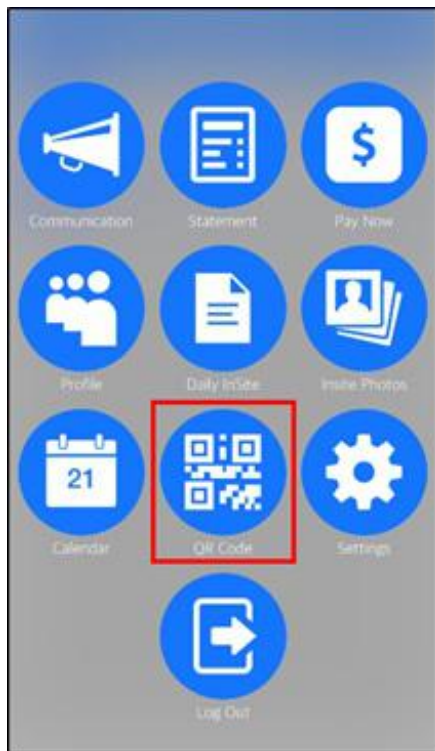 $
Communication
Statement
Pay Now
Profile
Daily InSite
Insite Photos
21
Calendar
QR Code
Settings
Log Out